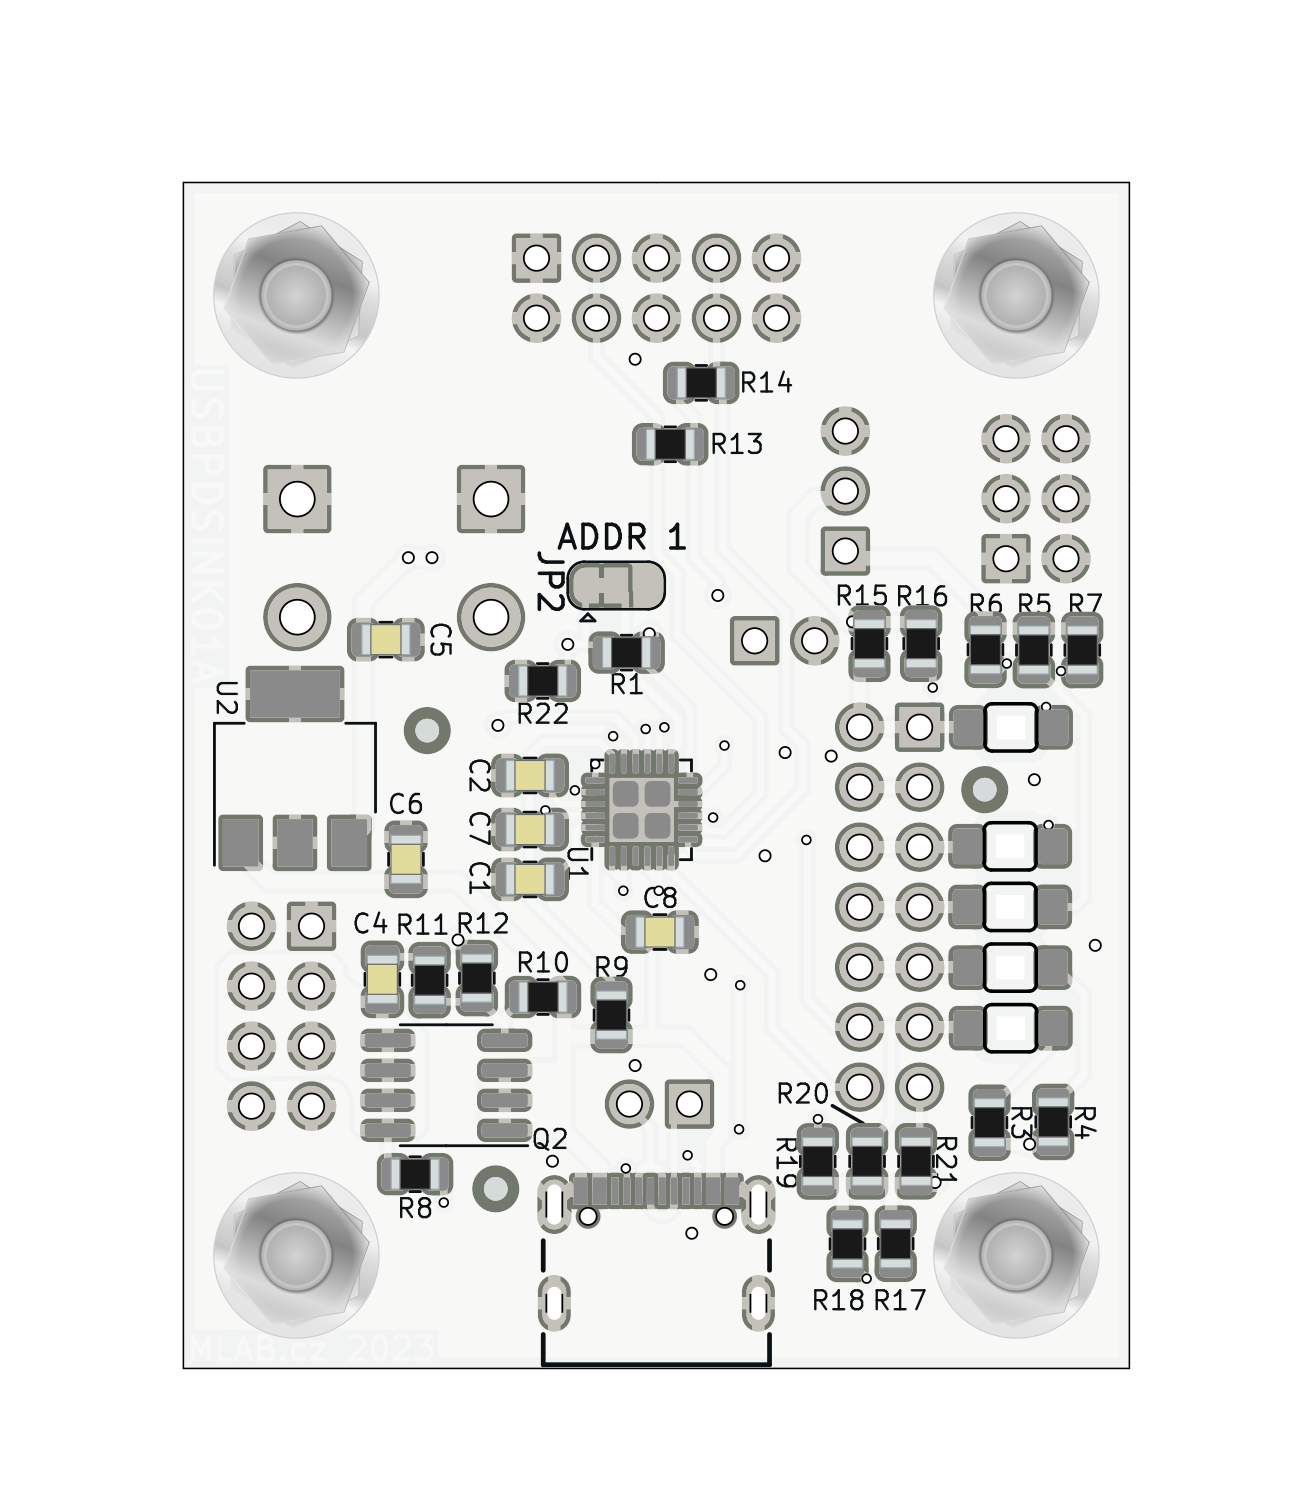 R14
R13
USBPDSINK01A
ADDR 1
JP2
R15
R16
R6
R5
R7
C5
R1
U2
R22
C2
C6
C7
U1
C1
C8
C4
R11
R12
R10
R9
R20
R3
R4
Q2
R19
R21
R8
R18
R17
MLAB.cz 2023